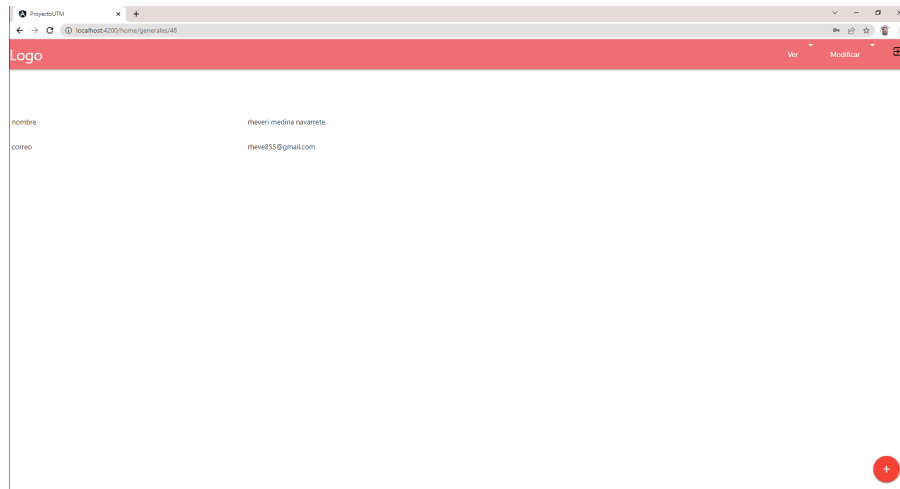 ProyectoUTM
localhost:4200/home/generales/48
Logo
Ver
Modificar
nombre
rheveri medina navarrete
correo
rheve855@gmail.com